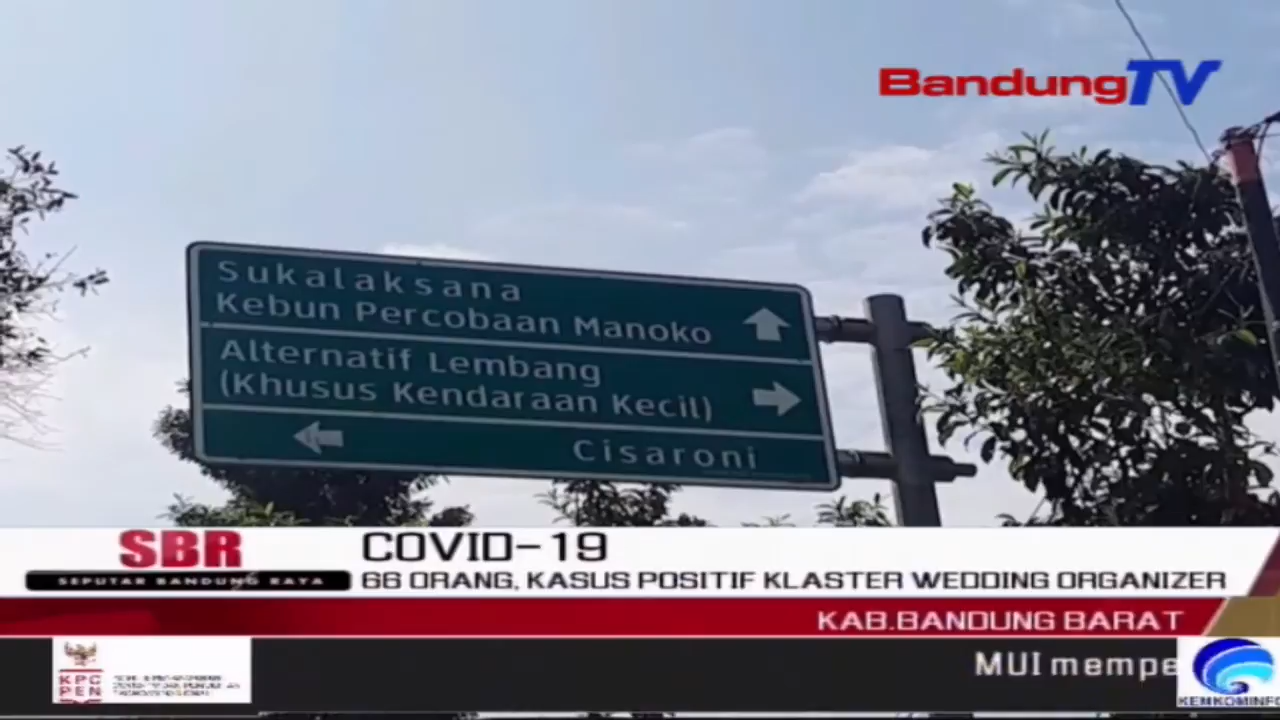 BandungTV
Sukalaksana
Kebun Percobaan Manoko
Alternatif Lembang
(Khusus Kendaraan Kecil)
Cisaroni
SBR
SEPUTAR BANDUNG RAYA
COVID-19
66 ORANG, KASUS POSITIF KLASTER WEDDING ORGANIZER
KAB.BANDUNG BARAT
KPC
PEN
MUI mempe
KEMKOMINFO